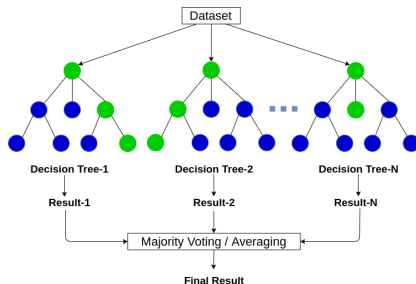 Dataset
Decision Tree-1
Decision Tree-2
Decision Tree-N
Result-1
Result-2
Result-N
Majority Voting / Averaging
Final Result